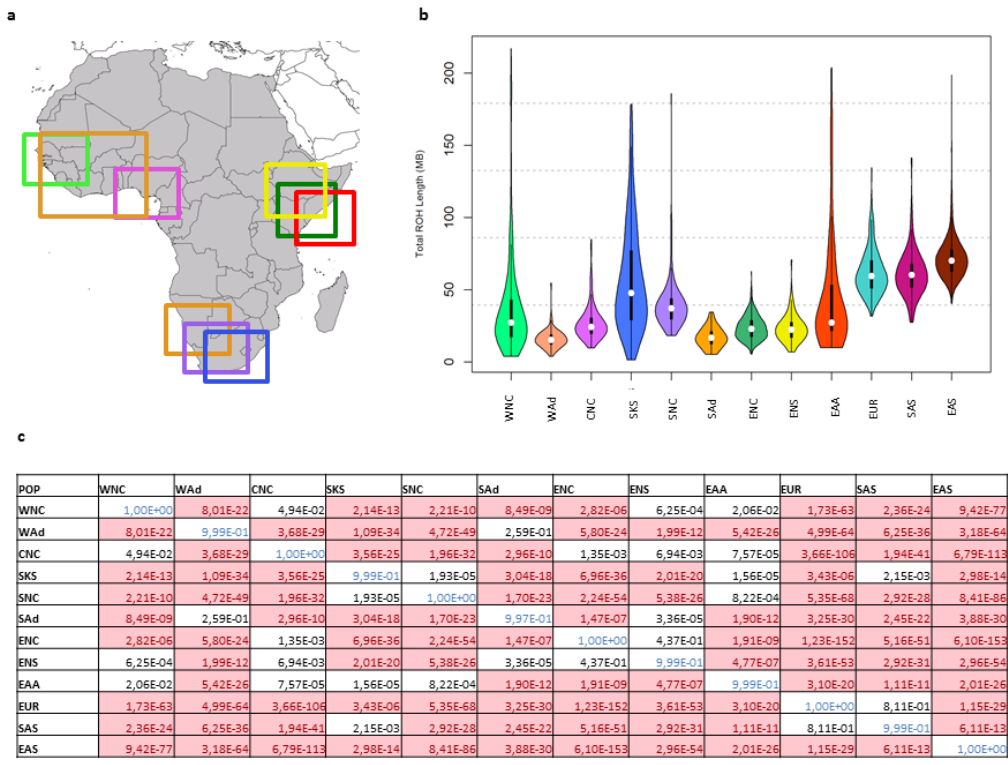 a
b
200
150
100
50
0
Total ROH Length (MB)
WNC WAd CNC SKS SNC SAd ENC ENS EAA EUR SAS EAS
c
POP WNC WAd CNC SKS SNC SAd ENC ENS EAA EUR SAS EAS
WNC 1,00E+00 8,01E-22 4,94E-02 2,14E-13 2,21E-10 8,49E-09 2,82E-06 6,25E-04 2,06E-02 1,73E-63 2,36E-24 9,42E-77
WAd 8,01E-22 9,99E-01 3,68E-29 1,09E-34 4,72E-49 2,59E-01 5,80E-24 1,99E-12 5,42E-26 4,99E-64 6,25E-36 3,18E-64
CNC 4,94E-02 3,68E-29 1,00E+00 3,56E-25 1,96E-32 2,96E-10 1,35E-03 6,94E-03 7,57E-05 3,66E-106 1,94E-41 6,79E-113
SKS 2,14E-13 1,09E-34 3,56E-25 9,99E-01 1,93E-05 3,04E-18 6,96E-36 2,01E-20 1,56E-05 3,43E-06 2,15E-03 2,98E-14
SNC 2,21E-10 4,72E-49 1,96E-32 1,93E-05 1,00E+00 1,70E-23 2,24E-54 5,38E-26 8,22E-04 5,35E-68 2,92E-28 8,41E-86
SAd 8,49E-09 2,59E-01 2,96E-10 3,04E-18 1,70E-23 9,97E-01 1,47E-07 3,36E-05 1,90E-12 3,25E-30 2,45E-22 3,88E-30
ENC 2,82E-06 5,80E-24 1,35E-03 6,96E-36 2,24E-54 1,47E-07 1,00E+00 4,37E-01 1,91E-09 1,23E-152 5,16E-51 6,10E-153
ENS 6,25E-04 1,99E-12 6,94E-03 2,01E-20 5,38E-26 3,36E-05 4,37E-01 9,99E-01 4,77E-07 3,61E-53 2,92E-31 2,96E-54
EAA 2,06E-02 5,42E-26 7,57E-05 1,56E-05 8,22E-04 1,90E-12 1,91E-09 4,77E-07 9,99E-01 3,10E-20 1,11E-11 2,01E-26
EUR 1,73E-63 4,99E-64 3,66E-106 3,43E-06 5,35E-68 3,25E-30 1,23E-152 3,61E-53 3,10E-20 1,00E+00 8,11E-01 1,15E-29
SAS 2,36E-24 6,25E-36 1,94E-41 2,15E-03 2,92E-28 2,45E-22 5,16E-51 2,92E-31 1,11E-11 8,11E-01 9,99E-01 6,11E-13
EAS 9,42E-77 3,18E-64 6,79E-113 2,98E-14 8,41E-86 3,88E-30 6,10E-153 2,96E-54 2,01E-26 1,15E-29 6,11E-13 1,00E+00